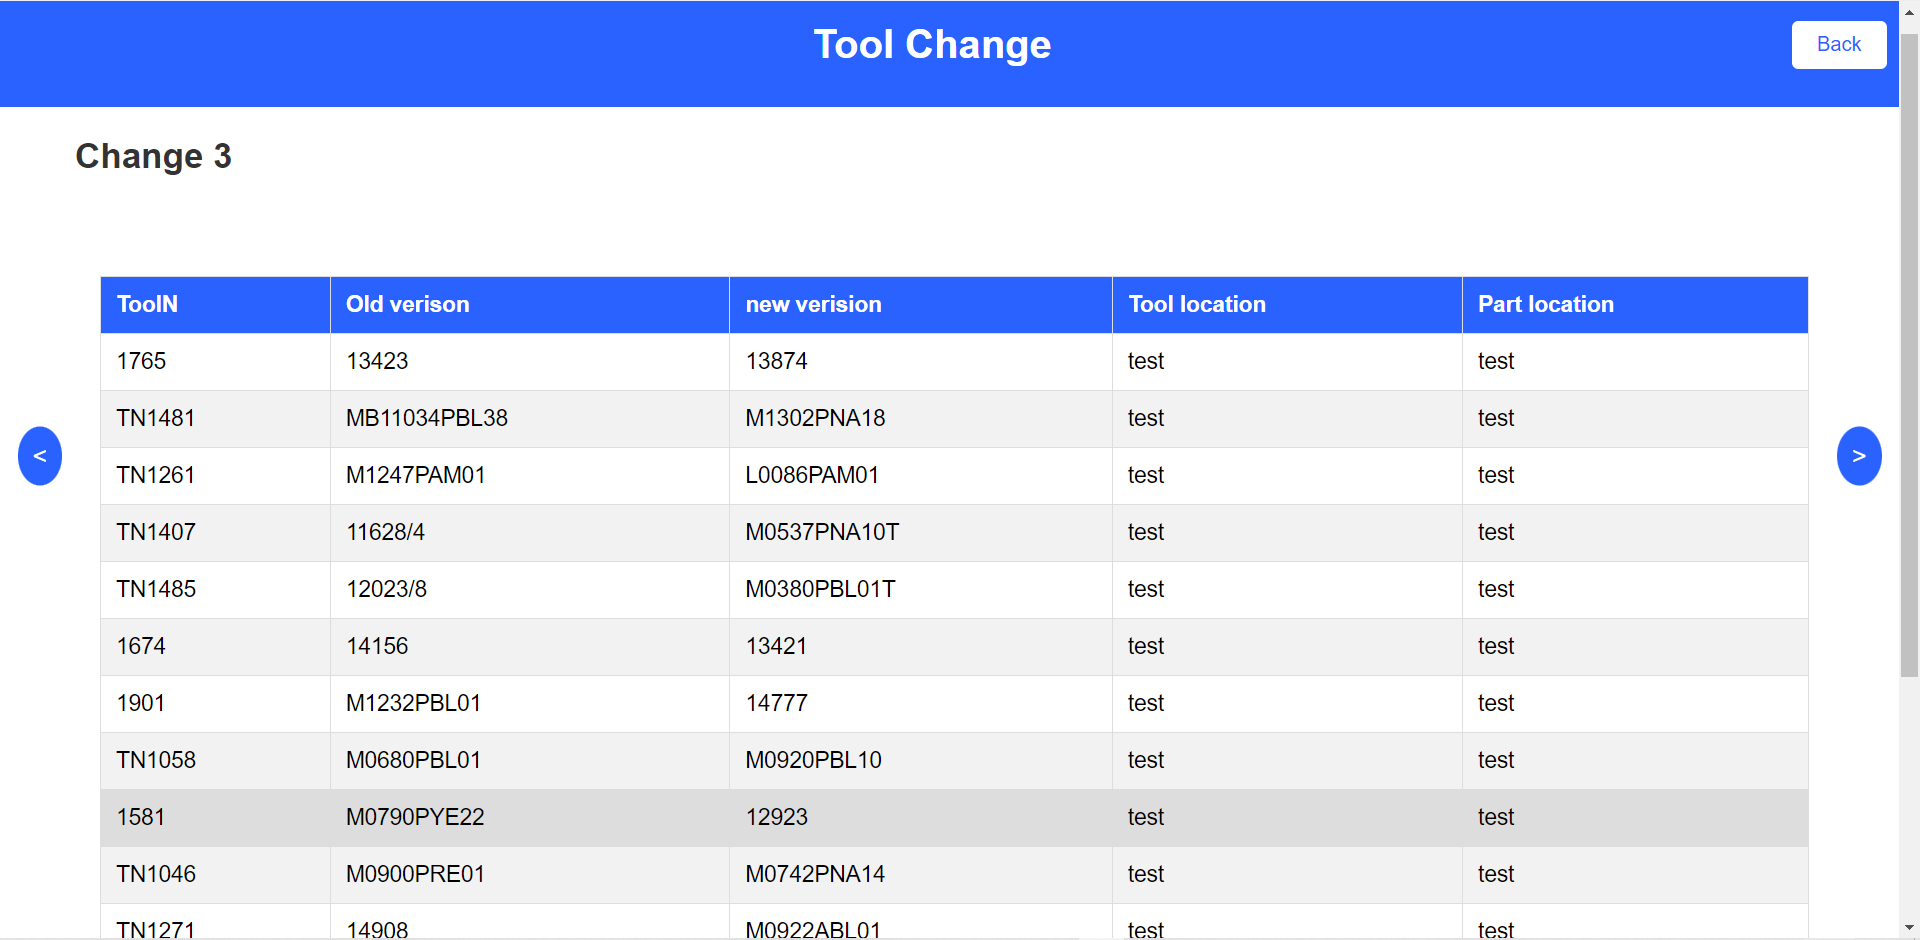 Tool Change
Back
Change 3
ToolN Old verison new verision Tool location Part location
1765 13423 13874 test test
TN1481 MB11034PBL38 M1302PNA18 test test
TN1261 M1247PAM01 L0086PAM01 test test
TN1407 11628/4 M0537PNA10T test test
TN1485 12023/8 M0380PBL01T test test
1674 14156 13421 test test
1901 M1232PBL01 14777 test test
TN1058 M0680PBL01 M0920PBL10 test test
1581 M0790PYE22 12923 test test
TN1046 M0900PRE01 M0742PNA14 test test
TN1271 14908 M0922ABL01 test test
<
>